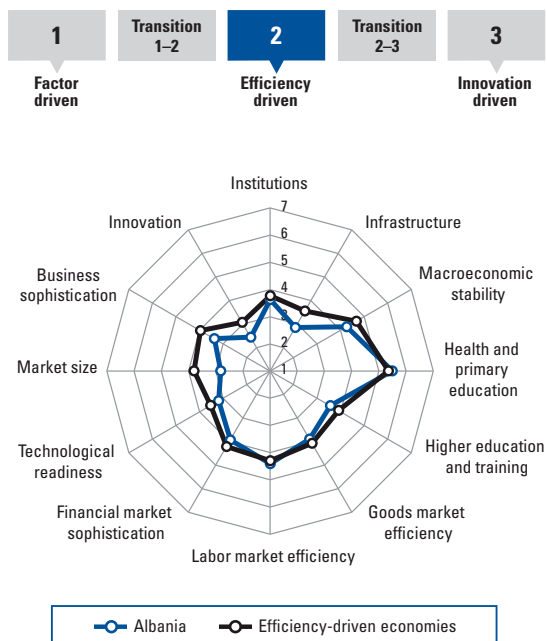 1
Transition
1–2
2
Transition
2–3
3
Factor
driven
Efficiency
driven
Innovation
driven
Institutions
7
Innovation
6
Infrastructure
5
Business
sophistication
4
Macroeconomic
stability
3
2
Market size
1
Health and
primary
education
Technological
readiness
Higher education
and training
Financial market
sophistication
Goods market
efficiency
Labor market efficiency
Albania
Efficiency-driven economies